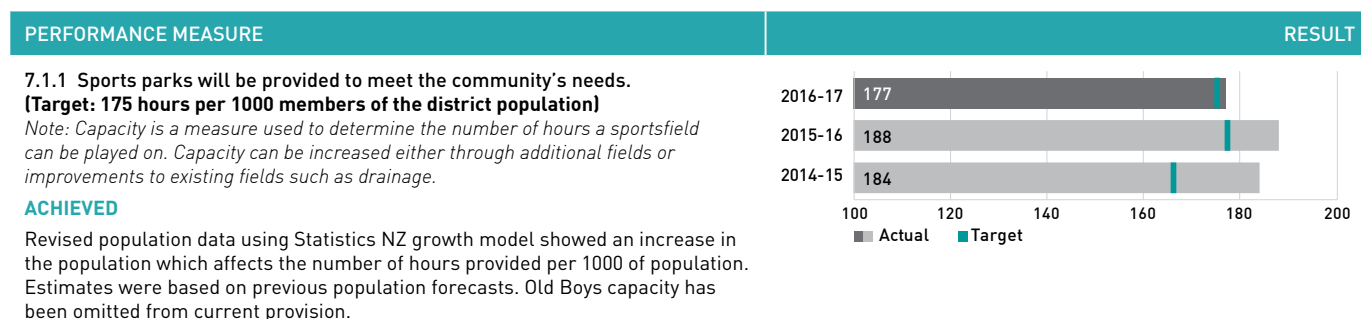 PERFORMANCE MEASURE
RESULT
7.1.1 Sports parks will be provided to meet the community’s needs.
(Target: 175 hours per 1000 members of the district population)
Note: Capacity is a measure used to determine the number of hours a sportsfield
can be played on. Capacity can be increased either through additional fields or
improvements to existing fields such as drainage.
ACHIEVED
Revised population data using Statistics NZ growth model showed an increase in
the population which affects the number of hours provided per 1000 of population.
Estimates were based on previous population forecasts. Old Boys capacity has
been omitted from current provision.
2016-17 177
2015-16 188
2014-15 184
100 120 140 160 180 200
Actual Target